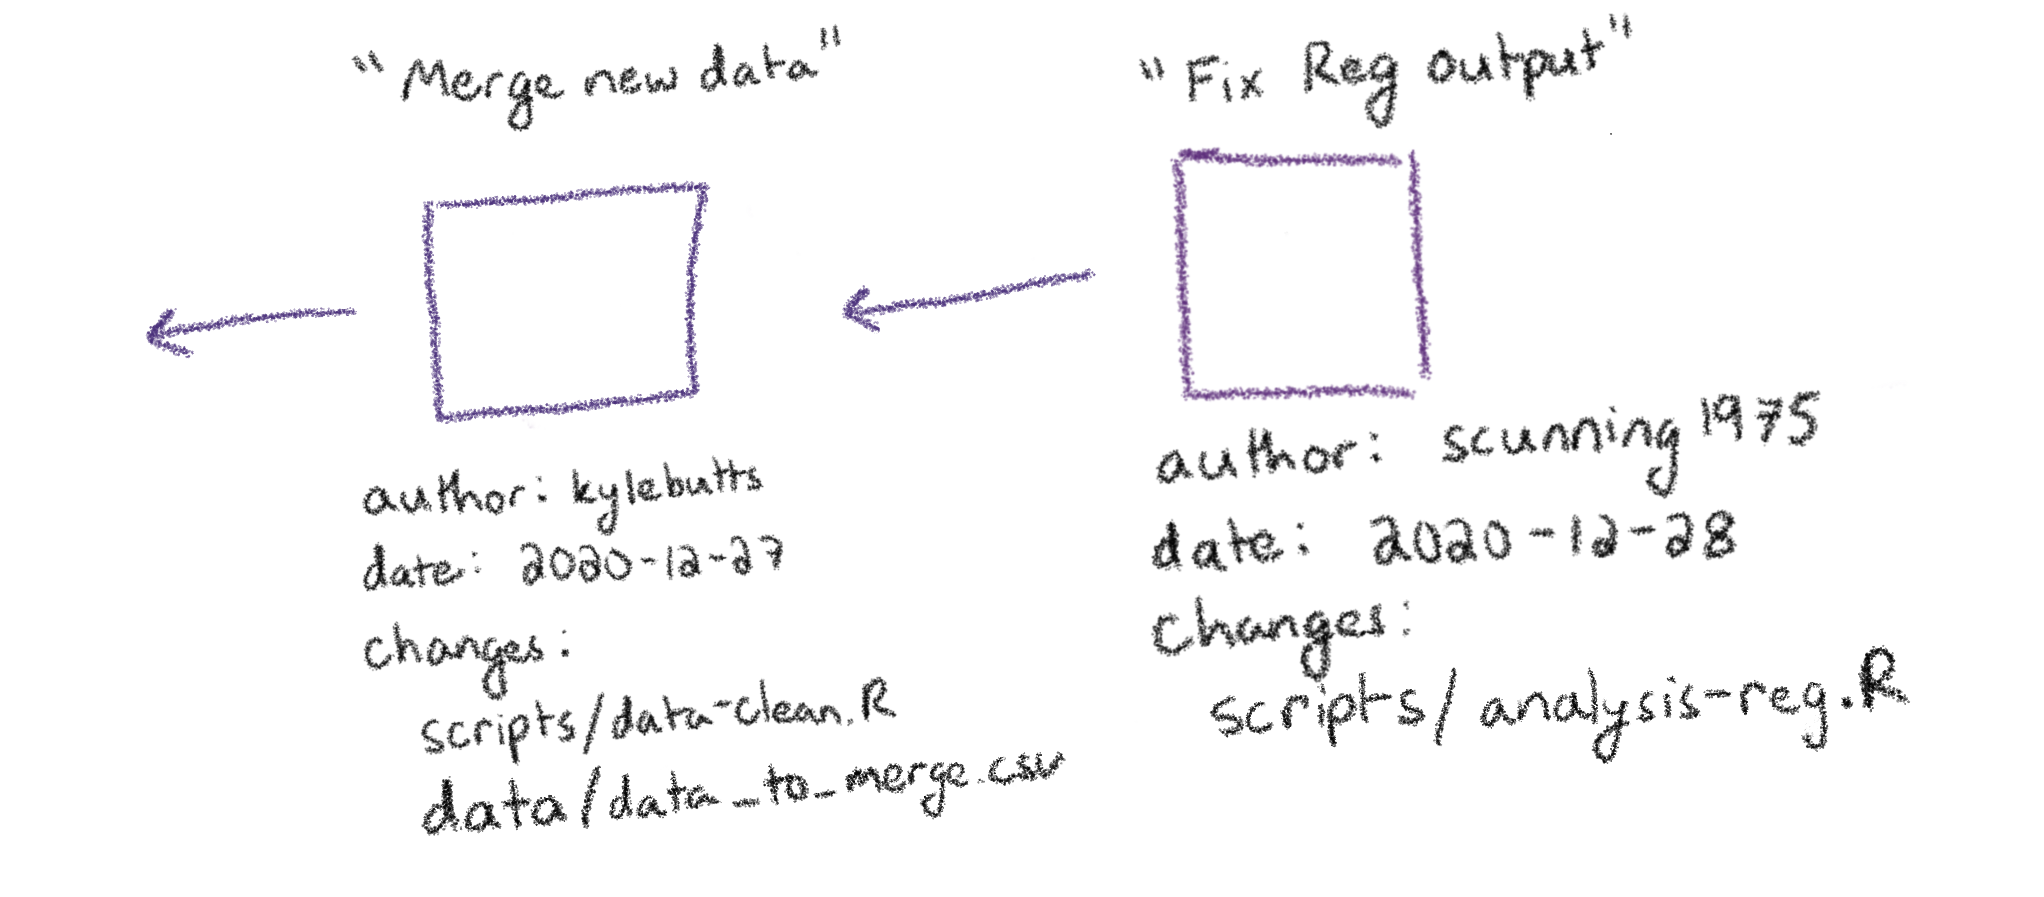 "Merge new data"
author: kylebutts
date: 2020-12-27
changes:
scripts/data-clean.R
data/data_to_merge.csv
"Fix Reg output"
author: scunning1975
date: 2020-12-28
changes:
scripts/analysis-reg.R